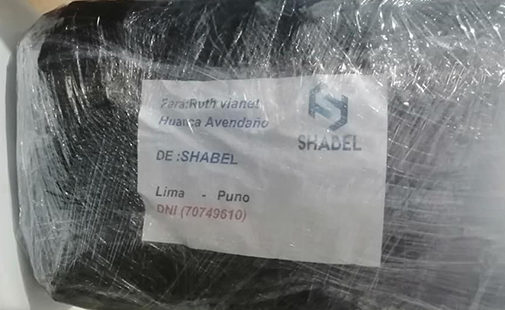 Para:Ruth vianet
Huanca Avendaño
DE :SHABEL
Lima - Puno
DNI (70749610)
SHABEL